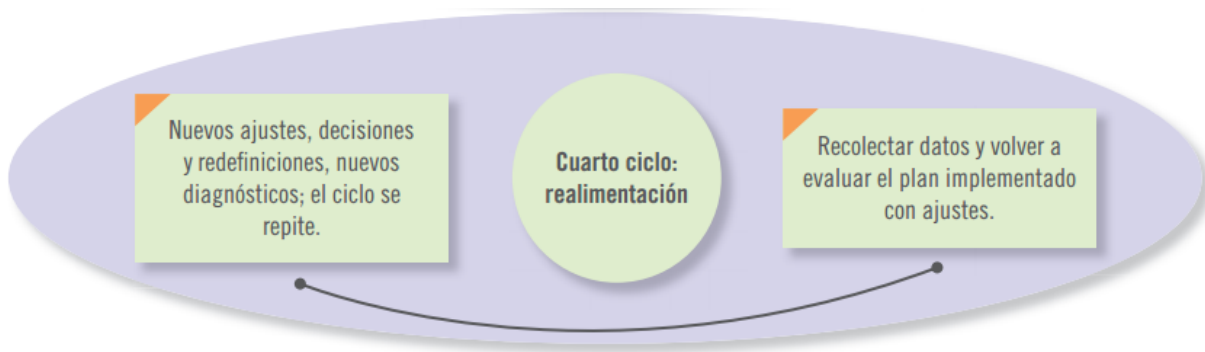 Nuevos ajustes, decisiones
y redefiniciones, nuevos
diagnósticos; el ciclo se
repite.
Cuarto ciclo:
realimentación
Recolectar datos y volver a
evaluar el plan implementado
con ajustes.